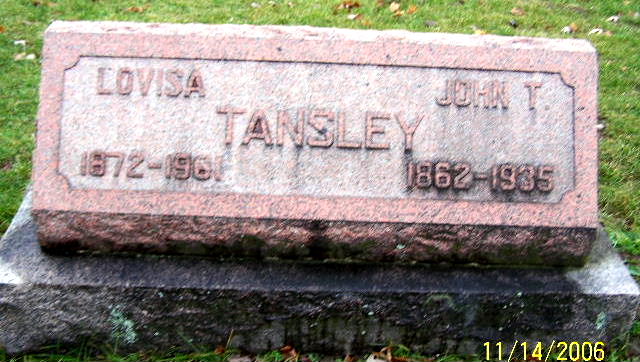 LOVISA JOHN T.
TANSLEY
1872-1961 1862-1935
11/14/2006